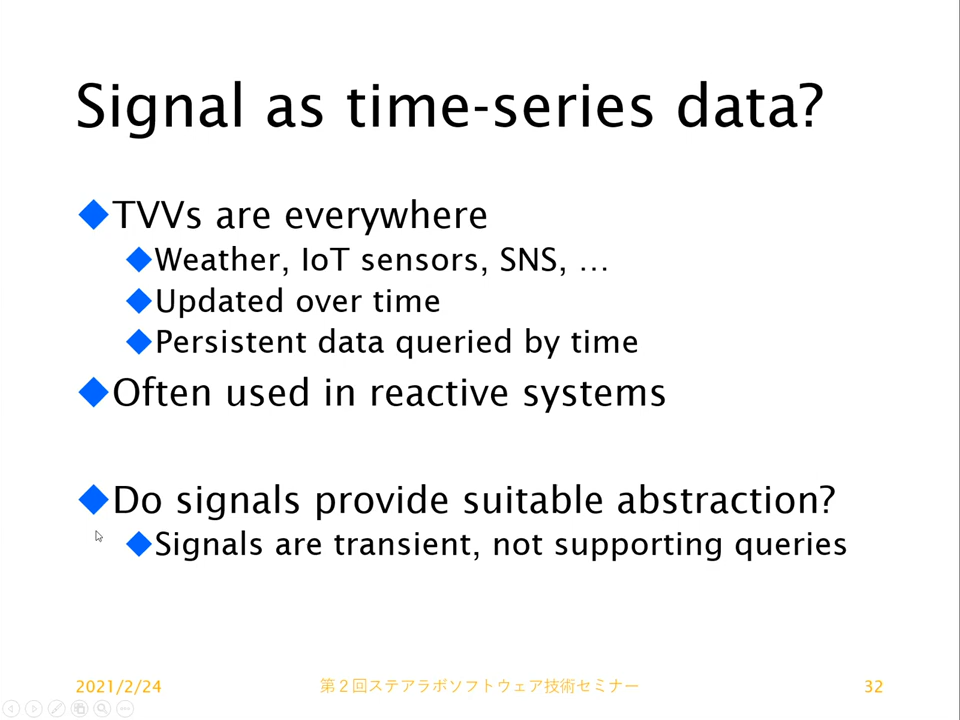 Signal as time-series data?
TVVs are everywhere
Weather, IoT sensors, SNS, …
Updated over time
Persistent data queried by time
Often used in reactive systems
Do signals provide suitable abstraction?
Signals are transient, not supporting queries
2021/2/24
第２回ステアラボソフトウェア技術セミナー
32